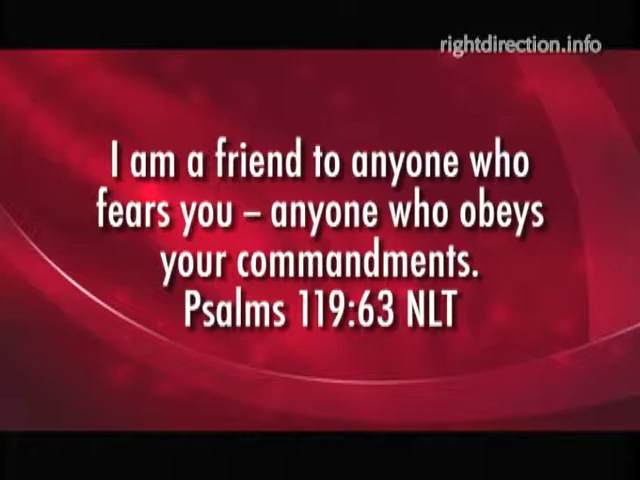 rightdirection.info
I am a friend to anyone who
fears you – anyone who obeys
your commandments.
Psalms 119:63 NLT